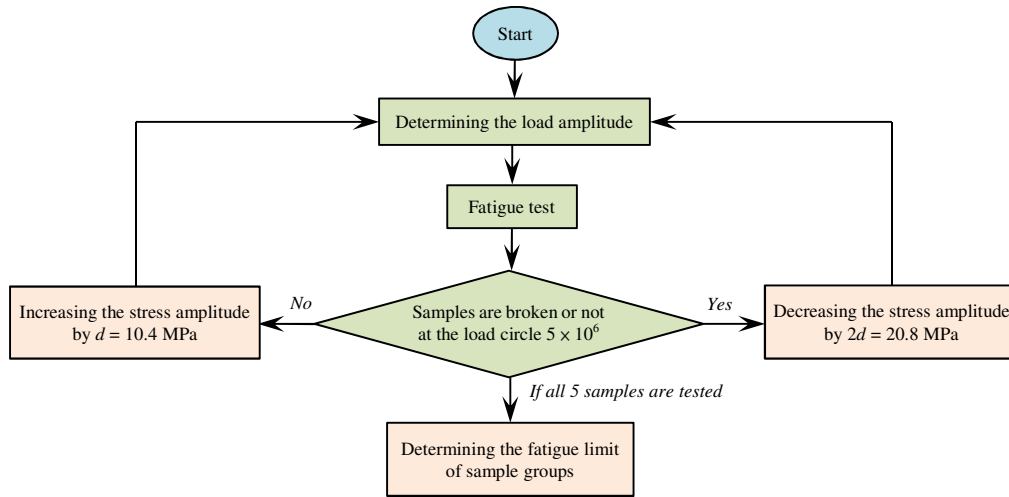 Start
Determining the load amplitude
Fatigue test
No
Samples are broken or not
at the load circle 5 × 10⁶
Yes
Increasing the stress amplitude
by d = 10.4 MPa
Decreasing the stress amplitude
by 2d = 20.8 MPa
If all 5 samples are tested
Determining the fatigue limit
of sample groups